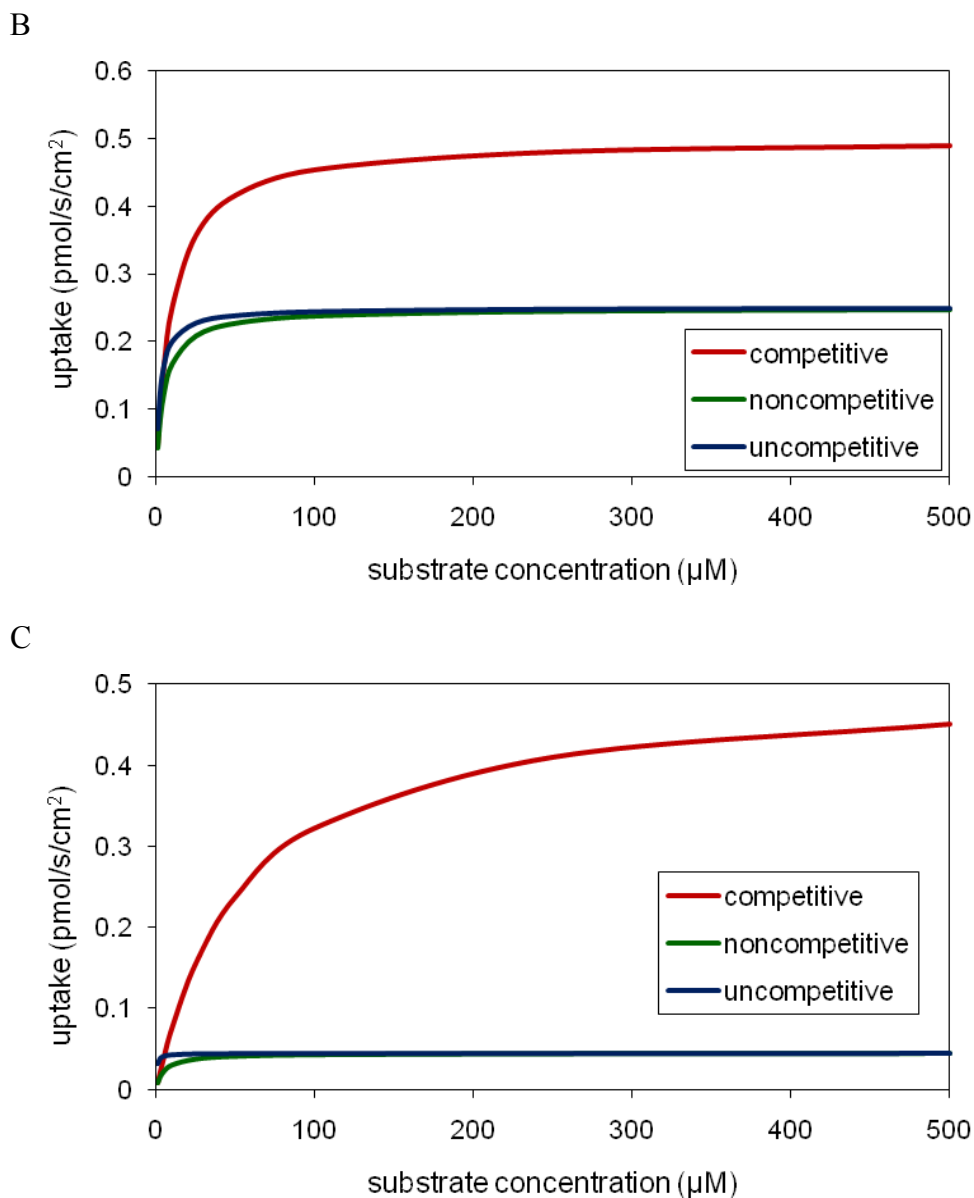 B
0.6
0.5
0.4
0.3
0.2
0.1
0
uptake (pmol/s/cm²)
competitive
noncompetitive
uncompetitive
0 100 200 300 400 500
substrate concentration (µM)
C
0.5
0.4
0.3
0.2
0.1
0
uptake (pmol/s/cm²)
competitive
noncompetitive
uncompetitive
0 100 200 300 400 500
substrate concentration (µM)